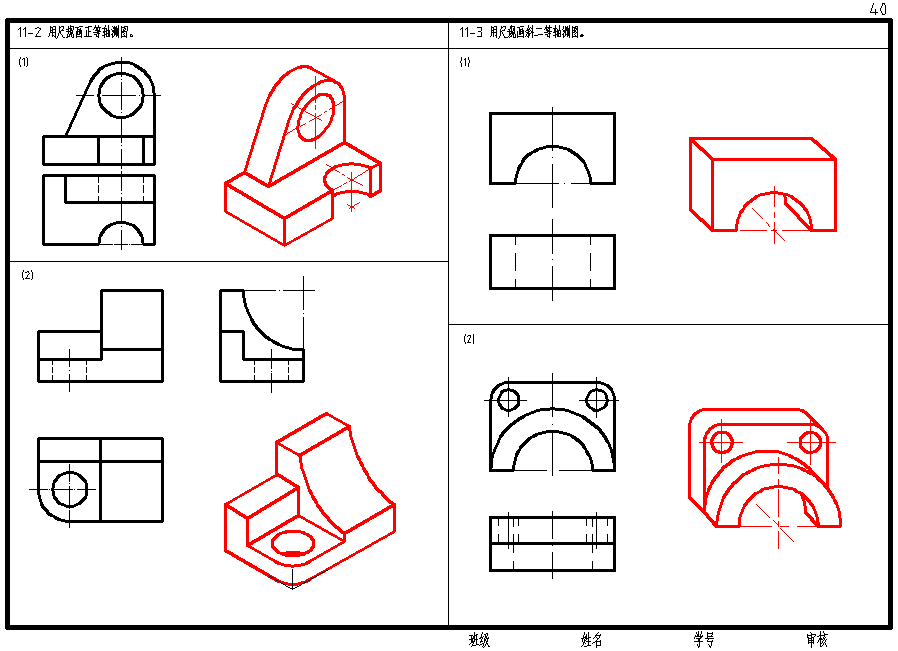 40
11-2 用尺规画正等轴测图。
(1)
(2)
11-3 用尺规画斜二等轴测图。
(1)
(2)
班级 姓名 学号 审核